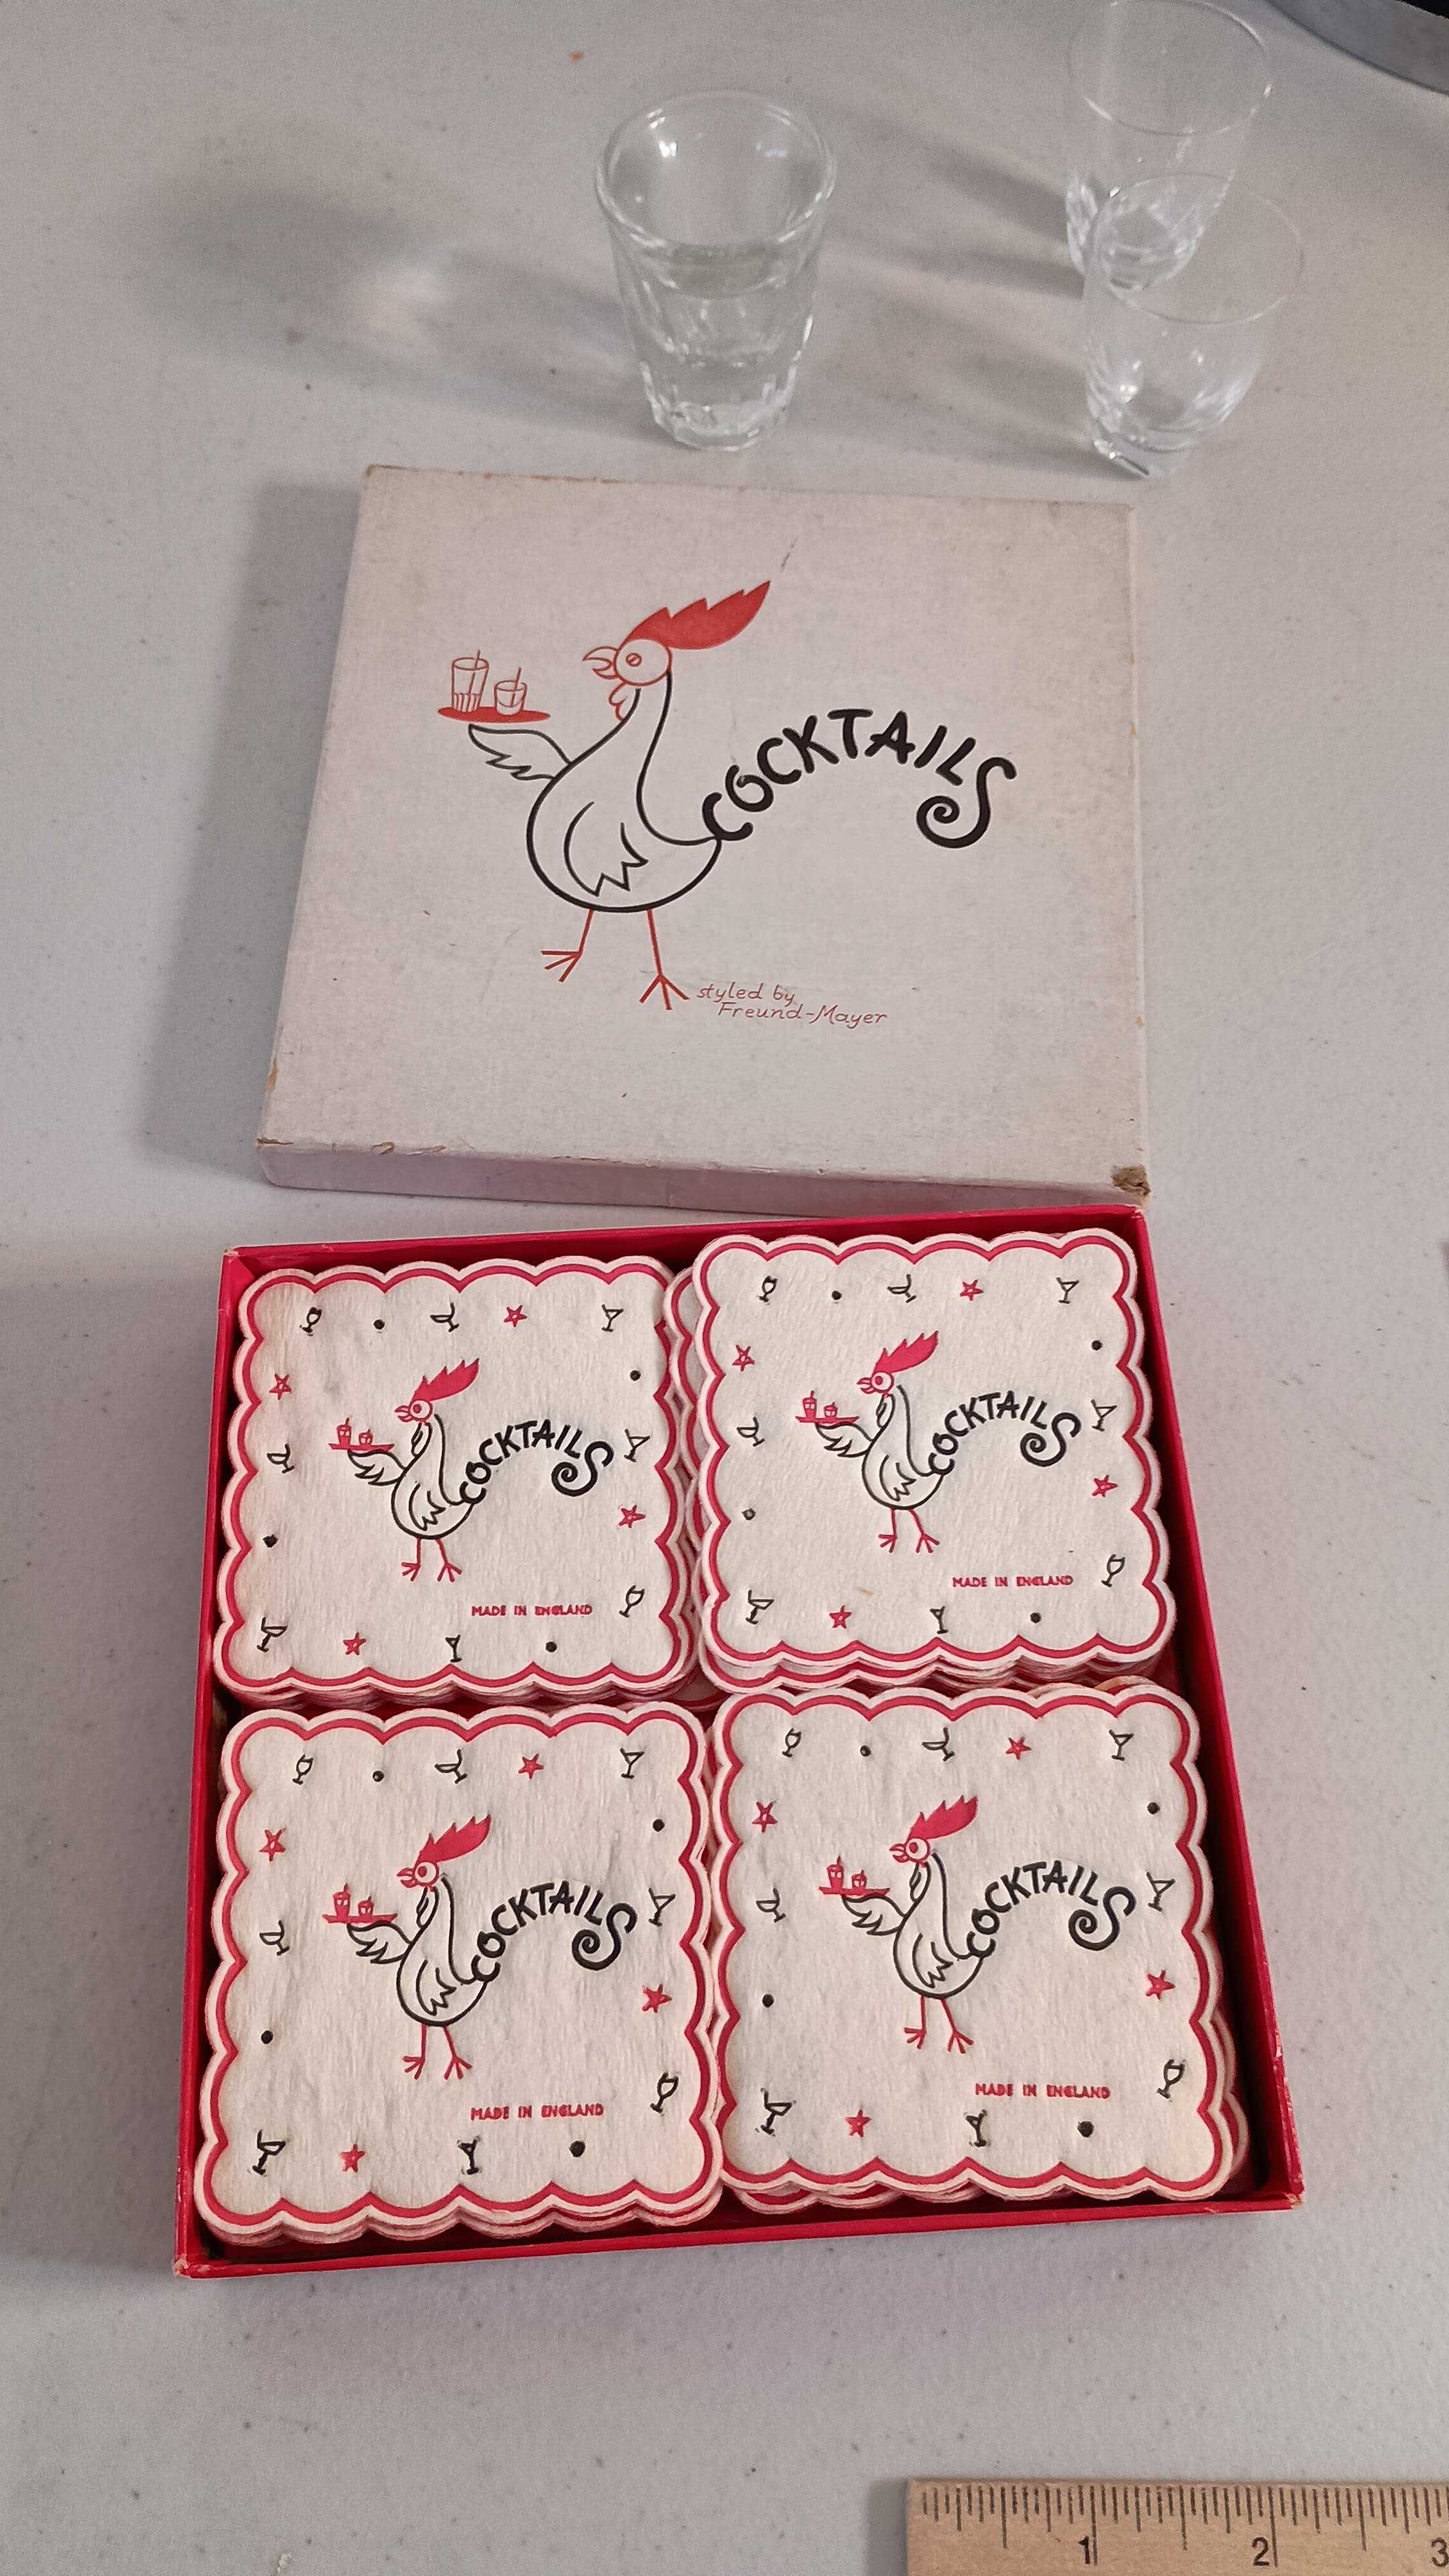 COCKTAILS
styled by
Freund-Mayer
COCKTAILS
MADE IN ENGLAND
COCKTAILS
MADE IN ENGLAND
COCKTAILS
MADE IN ENGLAND
COCKTAILS
MADE IN ENGLAND
1 2 3